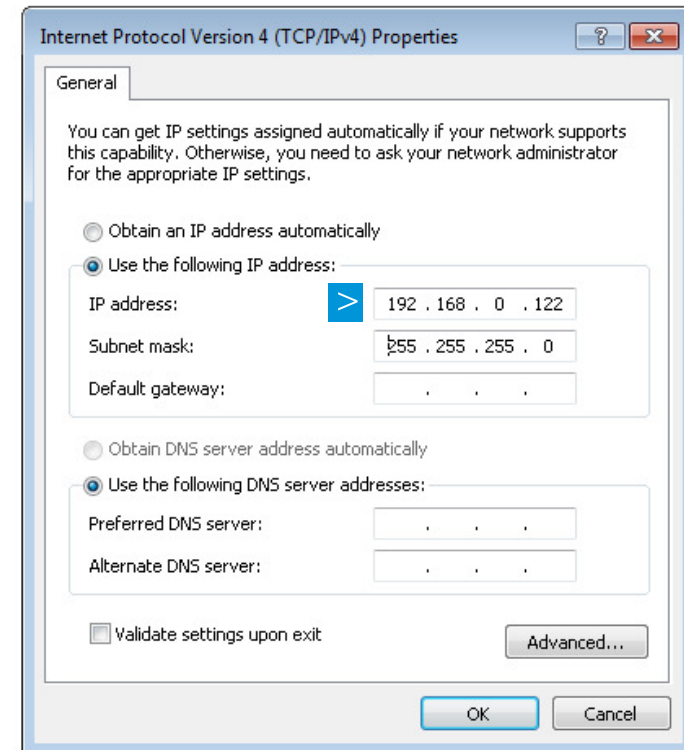 Internet Protocol Version 4 (TCP/IPv4) Properties
?
General
You can get IP settings assigned automatically if your network supports
this capability. Otherwise, you need to ask your network administrator
for the appropriate IP settings.
Obtain an IP address automatically
Use the following IP address:
IP address: > 192 . 168 . 0 . 122
Subnet mask: 255 . 255 . 255 . 0
Default gateway: . . .
Obtain DNS server address automatically
Use the following DNS server addresses:
Preferred DNS server: . . .
Alternate DNS server: . . .
Validate settings upon exit
Advanced...
OK Cancel